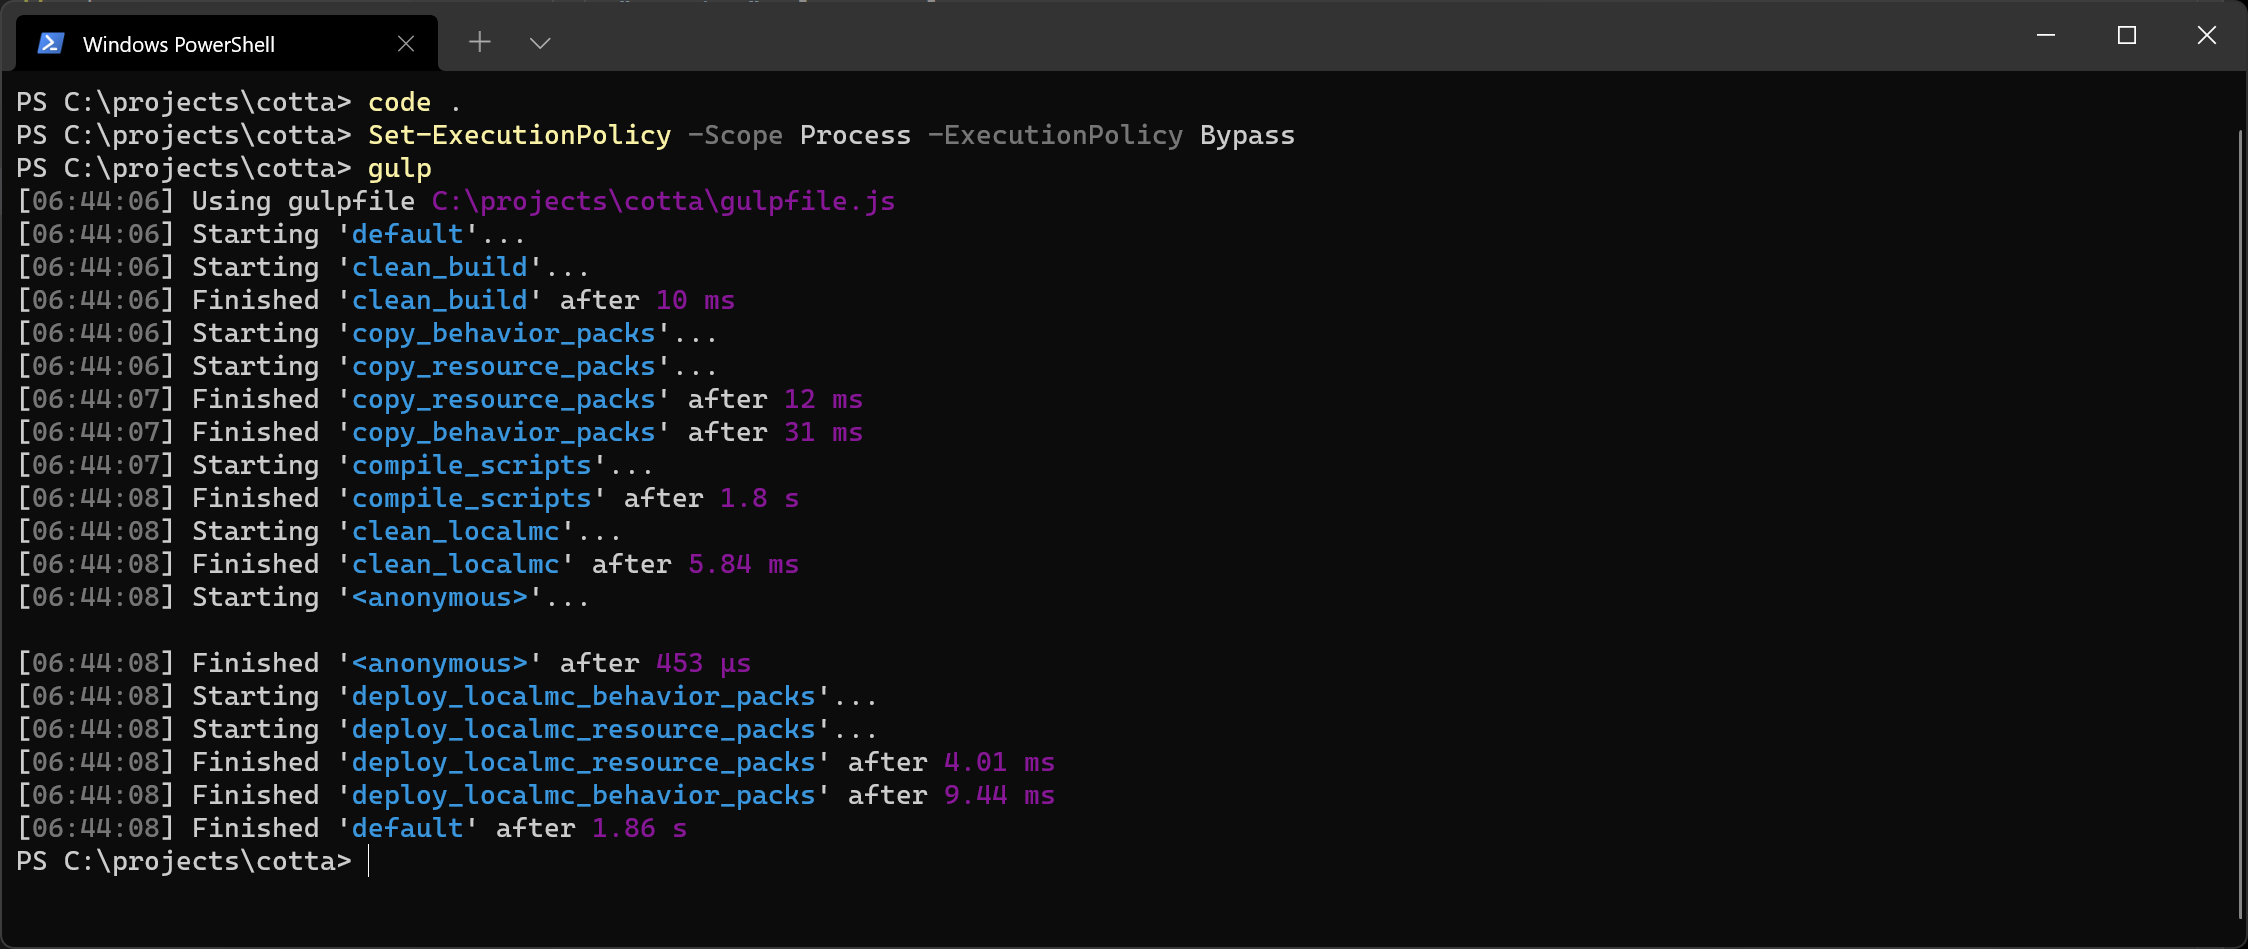 Windows PowerShell
PS C:\projects\cotta> code .
PS C:\projects\cotta> Set-ExecutionPolicy -Scope Process -ExecutionPolicy Bypass
PS C:\projects\cotta> gulp
[06:44:06] Using gulpfile C:\projects\cotta\gulpfile.js
[06:44:06] Starting 'default'...
[06:44:06] Starting 'clean_build'...
[06:44:06] Finished 'clean_build' after 10 ms
[06:44:06] Starting 'copy_behavior_packs'...
[06:44:06] Starting 'copy_resource_packs'...
[06:44:07] Finished 'copy_resource_packs' after 12 ms
[06:44:07] Finished 'copy_behavior_packs' after 31 ms
[06:44:07] Starting 'compile_scripts'...
[06:44:08] Finished 'compile_scripts' after 1.8 s
[06:44:08] Starting 'clean_localmc'...
[06:44:08] Finished 'clean_localmc' after 5.84 ms
[06:44:08] Starting '<anonymous>'...
[06:44:08] Finished '<anonymous>' after 453 μs
[06:44:08] Starting 'deploy_localmc_behavior_packs'...
[06:44:08] Starting 'deploy_localmc_resource_packs'...
[06:44:08] Finished 'deploy_localmc_resource_packs' after 4.01 ms
[06:44:08] Finished 'deploy_localmc_behavior_packs' after 9.44 ms
[06:44:08] Finished 'default' after 1.86 s
PS C:\projects\cotta>